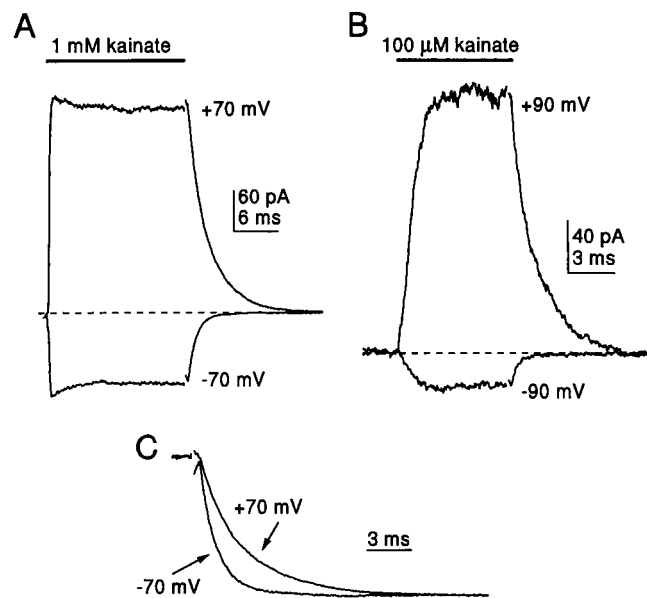 A
1 mM kainate
+70 mV
60 pA
6 ms
-70 mV
B
100 µM kainate
+90 mV
40 pA
3 ms
-90 mV
C
+70 mV
3 ms
-70 mV